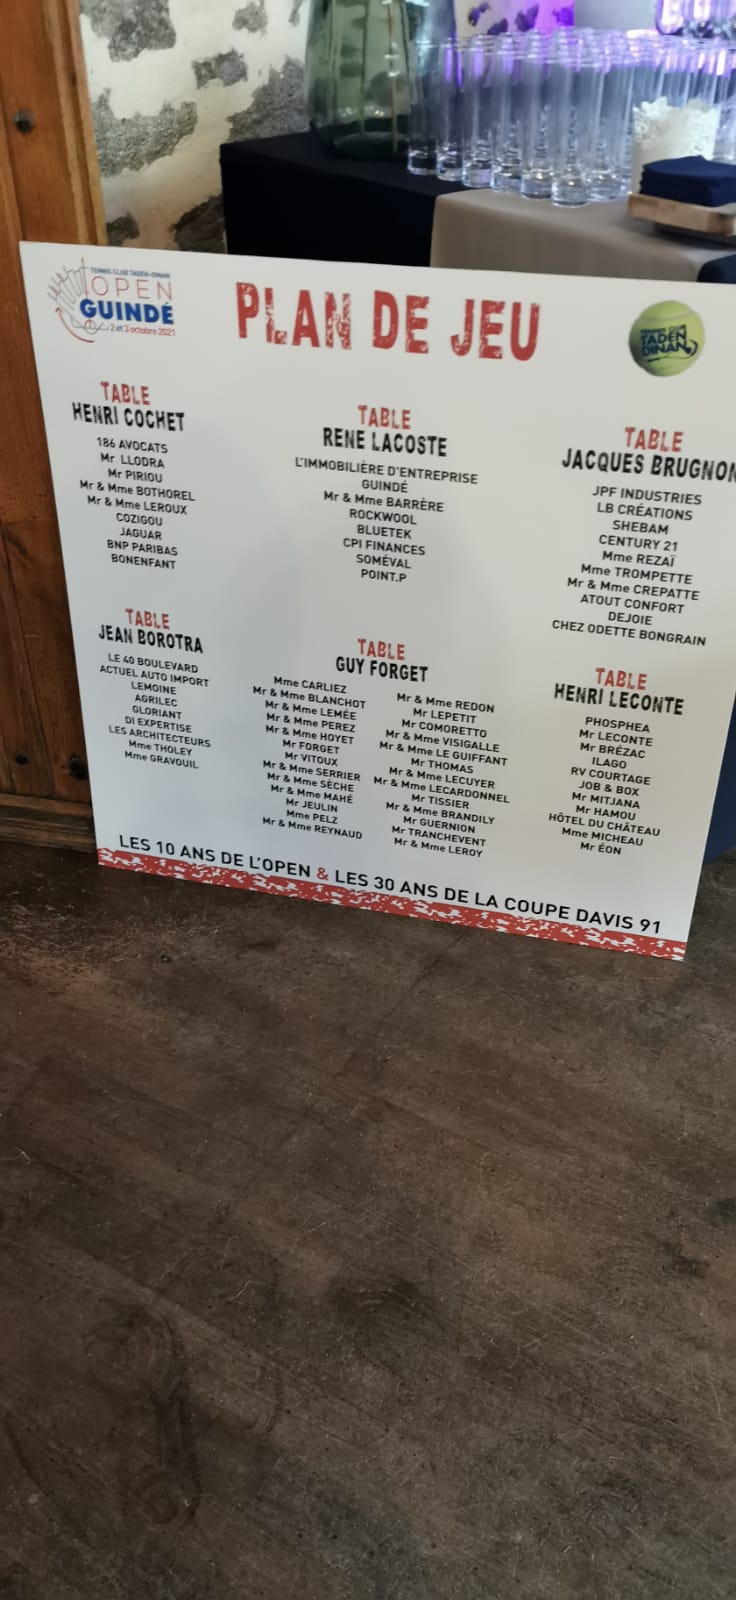 TENNIS CLUB TADEN-DINAN
OPEN
GUINDÉ
2 et 3 octobre 2021
PLAN DE JEU
TENNIS CLUB
TADEN
DINAN
TABLE
HENRI COCHET
186 AVOCATS
Mr LLODRA
Mr PIRIOU
Mr & Mme BOTHOREL
Mr & Mme LEROUX
COZIGOU
JAGUAR
BNP PARIBAS
BONENFANT
TABLE
RENE LACOSTE
L'IMMOBILIÈRE D'ENTREPRISE
GUINDÉ
Mr & Mme BARRÈRE
ROCKWOOL
BLUETEK
CPI FINANCES
SOMÉVAL
POINT.P
TABLE
JACQUES BRUGNON
JPF INDUSTRIES
LB CRÉATIONS
SHEBAM
CENTURY 21
Mme REZAÏ
Mme TROMPETTE
Mr & Mme CREPATTE
ATOUT CONFORT
DEJOIE
CHEZ ODETTE BONGRAIN
TABLE
JEAN BOROTRA
LE 40 BOULEVARD
ACTUEL AUTO IMPORT
LEMOINE
AGRILEC
GLORIANT
DI EXPERTISE
LES ARCHITECTEURS
Mme THOLEY
Mme GRAVOUIL
TABLE
GUY FORGET
Mme CARLIEZ
Mr & Mme BLANCHOT
Mr & Mme LEMÉE
Mr & Mme PEREZ
Mr & Mme HOYET
Mr FORGET
Mr VITOUX
Mr & Mme SERRIER
Mr & Mme SÈCHE
Mr & Mme MAHÉ
Mr JEULIN
Mme PELZ
Mr & Mme REYNAUD
Mr & Mme REDON
Mr LEPETIT
Mr COMORETTO
Mr & Mme VISIGALLE
Mr & Mme LE GUIFFANT
Mr THOMAS
Mr & Mme LECUYER
Mr & Mme LECARDONNEL
Mr TISSIER
Mr & Mme BRANDILY
Mr GUERNION
Mr TRANCHEVENT
Mr & Mme LEROY
TABLE
HENRI LECONTE
PHOSPHEA
Mr LECONTE
Mr BRÉZAC
ILAGO
RV COURTAGE
JOB & BOX
Mr MITJANA
Mr HAMOU
HÔTEL DU CHÂTEAU
Mme MICHEAU
Mr ÉON
LES 10 ANS DE L'OPEN & LES 30 ANS DE LA COUPE DAVIS 91